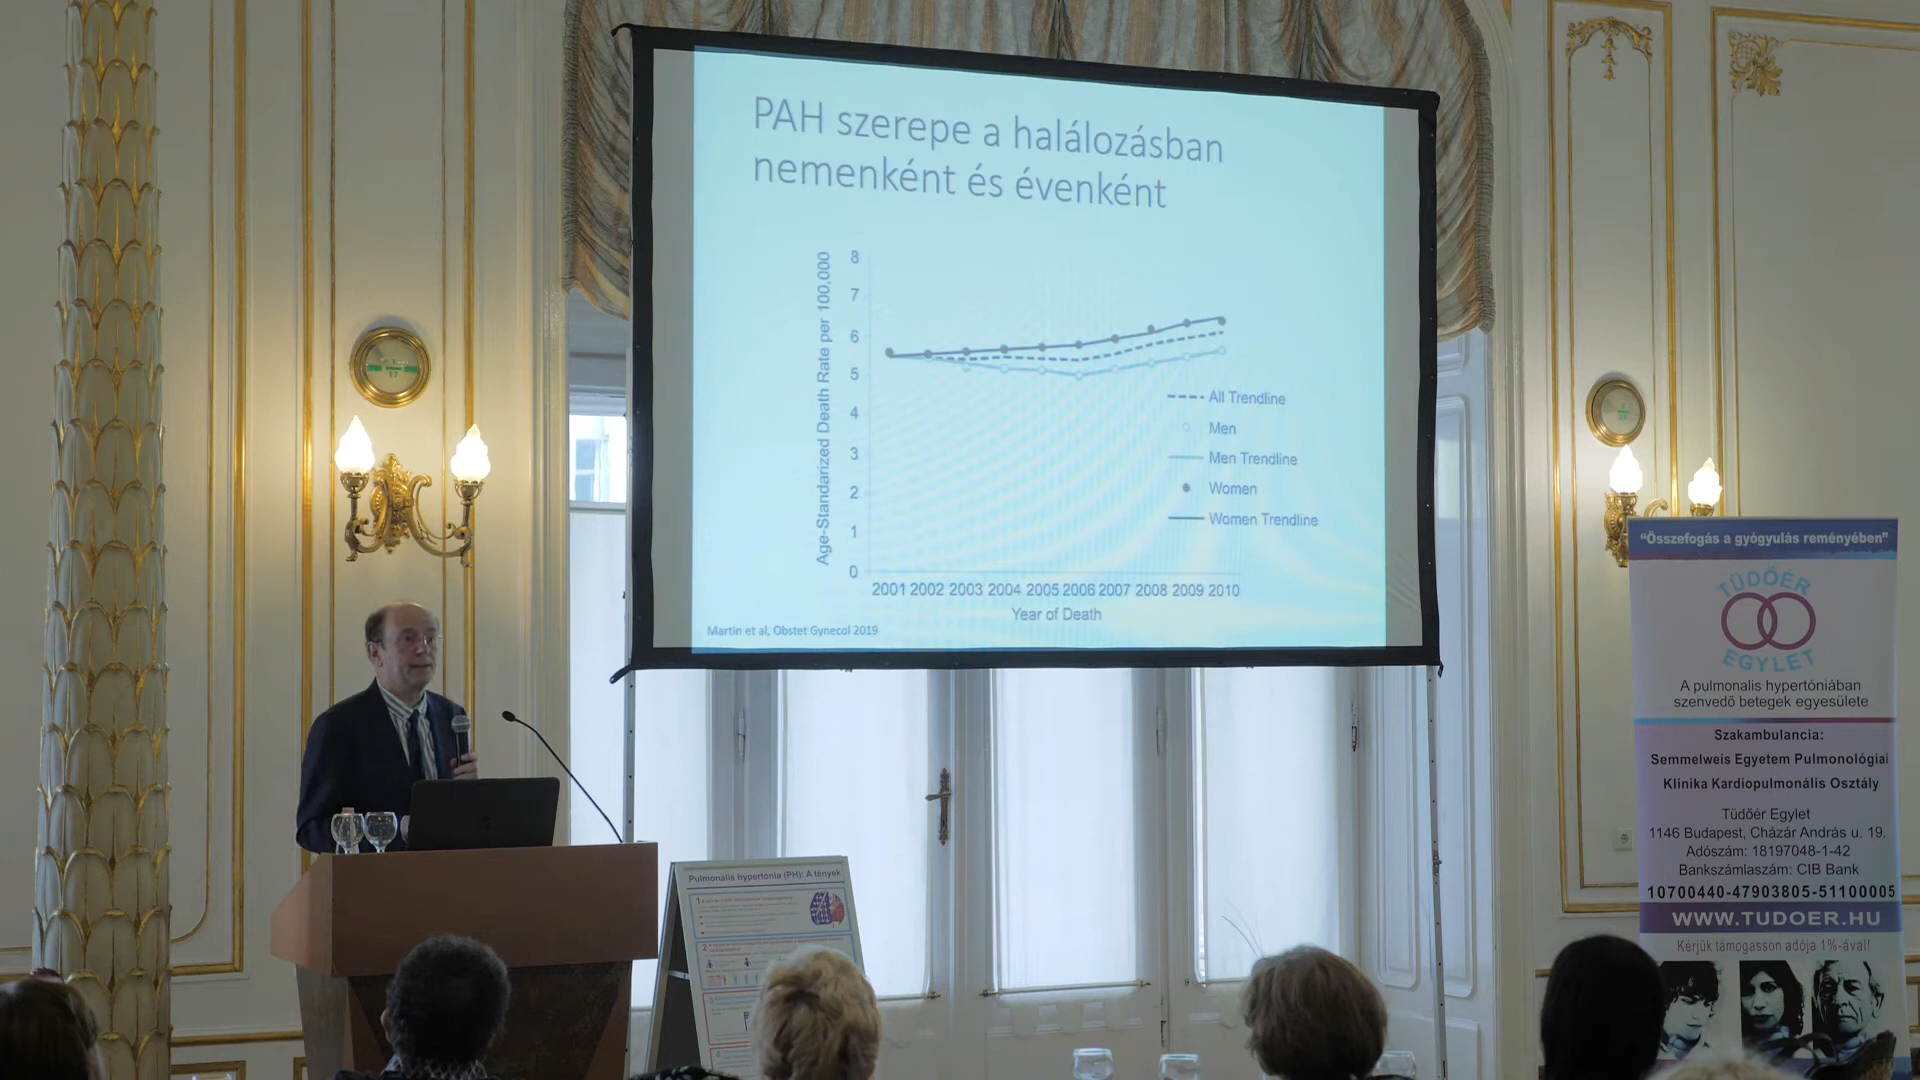 PAH szerepe a halálozásban
nemenként és évenként
Age-Standarized Death Rate per 100,000
8
7
6
5
4
3
2
1
0
2001 2002 2003 2004 2005 2006 2007 2008 2009 2010
Year of Death
All Trendline
Men
Men Trendline
Women
Women Trendline
Martin et al, Obstet Gynecol 2019
Pulmonális hypertónia (PH): A tények
1
2
"Összefogás a gyógyulás reményében"
TÜDŐÉR
EGYLET
A pulmonalis hypertóniában
szenvedő betegek egyesülete
Szakambulancia:
Semmelweis Egyetem Pulmonológiai
Klinika Kardiopulmonális Osztály
Tüdőér Egylet
1146 Budapest, Cházár András u. 19.
Adószám: 18197048-1-42
Bankszámlaszám: CIB Bank
10700440-47903805-51100005
WWW.TUDOER.HU
Kérjük támogasson adója 1%-ával!